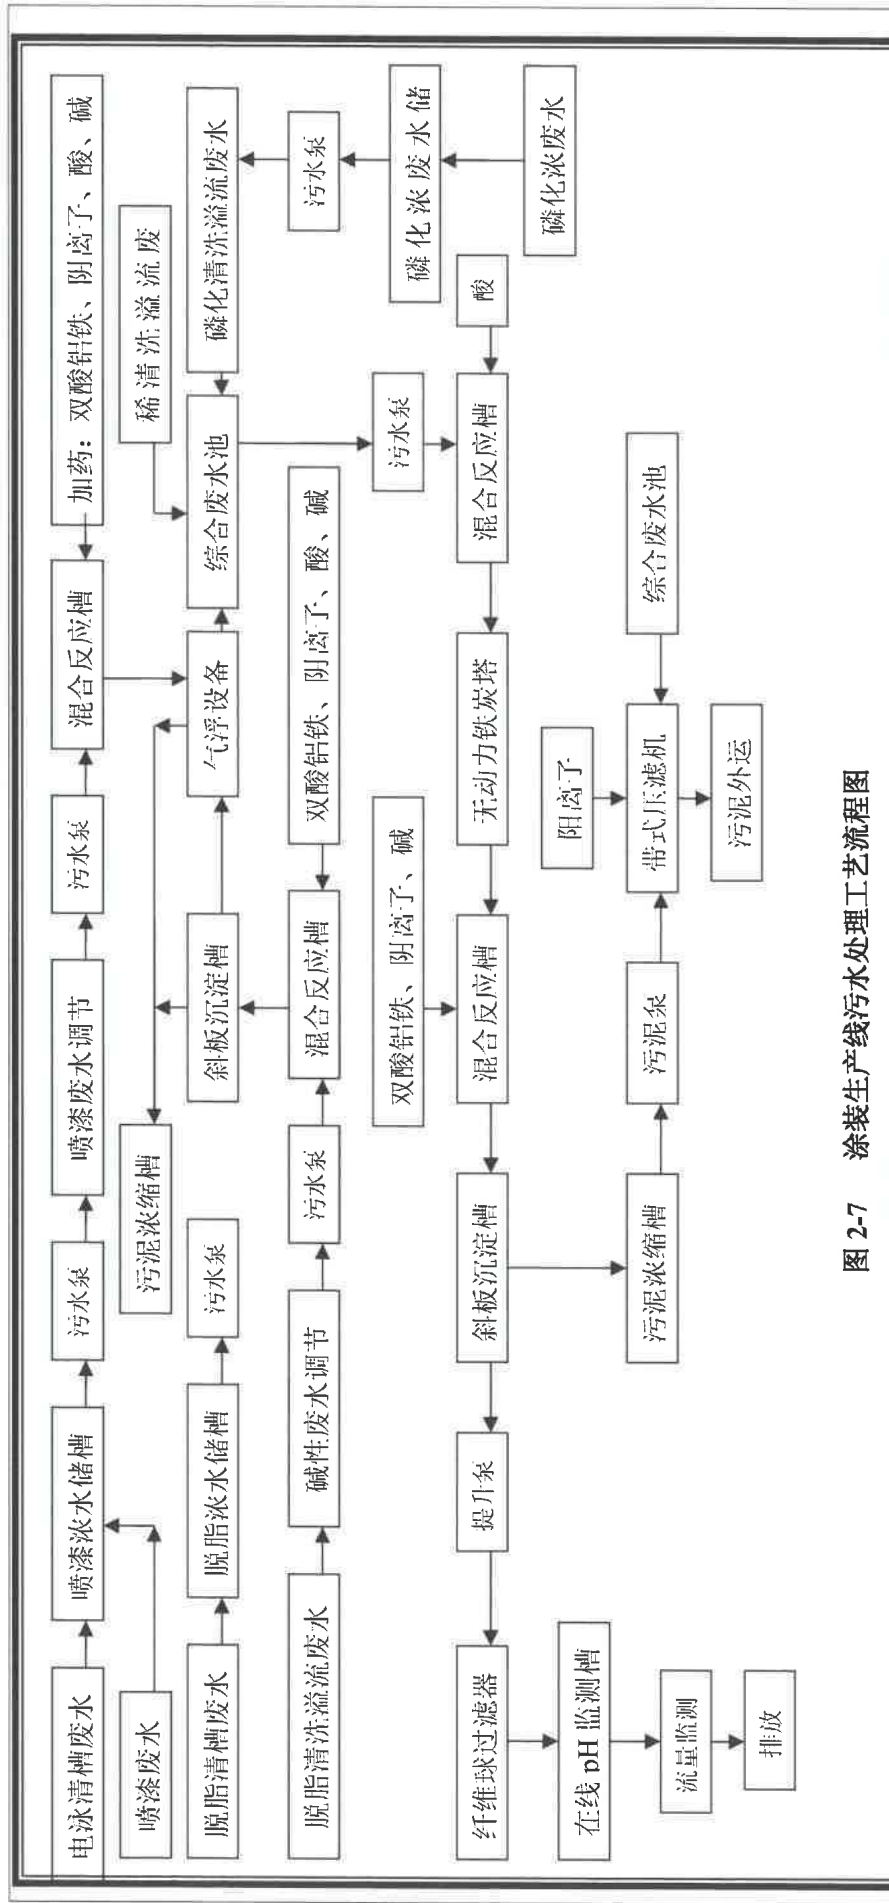 电泳清槽废水
喷漆浓水储槽
污水泵
喷漆废水调节
污水泵
混合反应槽
加药：双酸铝铁、阴离子、酸、碱
喷漆废水
污泥浓缩槽
稀清洗溢流废
脱脂清槽废水
脱脂浓水储槽
污水泵
斜板沉淀槽
气浮设备
综合废水池
磷化清洗溢流废水
脱脂清洗溢流废水
碱性废水调节
污水泵
混合反应槽
双酸铝铁、阴离子、酸、碱
污水泵
双酸铝铁、阴离子、碱
污水泵
磷化浓废水储
纤维球过滤器
提升泵
斜板沉淀槽
混合反应槽
无动力铁炭塔
混合反应槽
酸
磷化浓废水
在线 pH 监测槽
阳离子
污泥浓缩槽
污泥泵
带式压滤机
综合废水池
流量监测
污泥外运
排放
图 2-7 涂装生产线污水处理工艺流程图